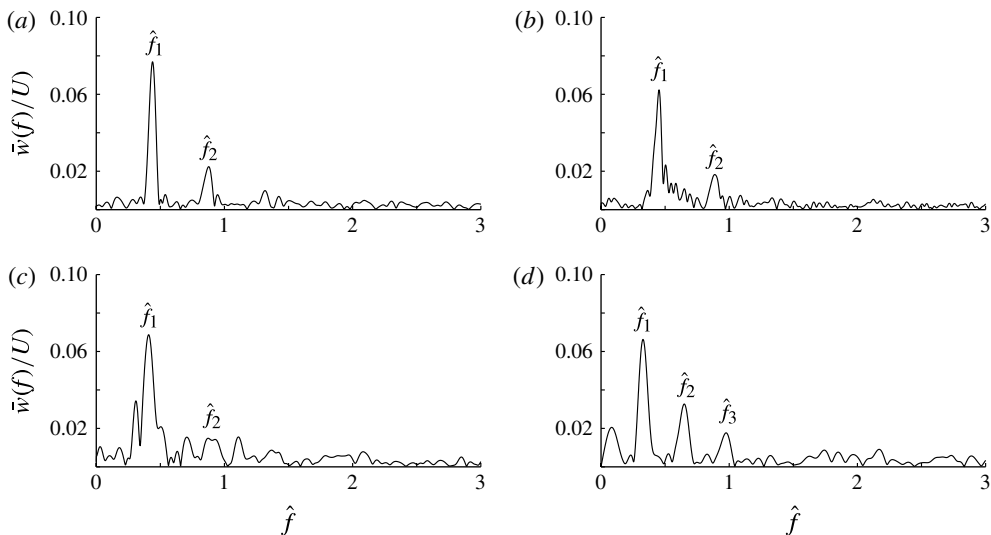 (a) 0.10 0.06 0.02 0 1 2 3
w̄(f)/U)
f̂₁
f̂₂
(b) 0.10 0.06 0.02 0 1 2 3
f̂₁
f̂₂
(c) 0.10 0.06 0.02 0 1 2 3
w̄(f)/U)
f̂₁
f̂₂
f̂
(d) 0.10 0.06 0.02 0 1 2 3
f̂₁
f̂₂
f̂₃
f̂